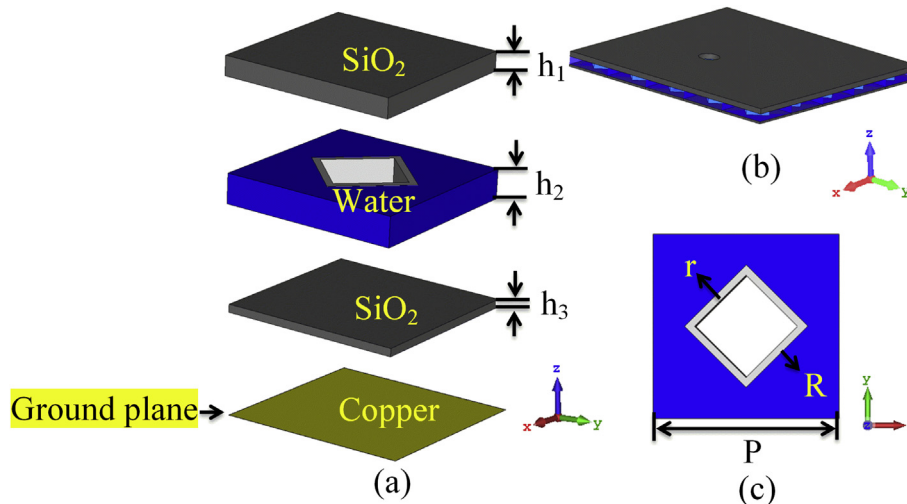 SiO₂
h₁
Water
h₂
SiO₂
h₃
Ground plane
Copper
z
x
y
(a)
(b)
z
x
y
r
R
P
y
z
(c)